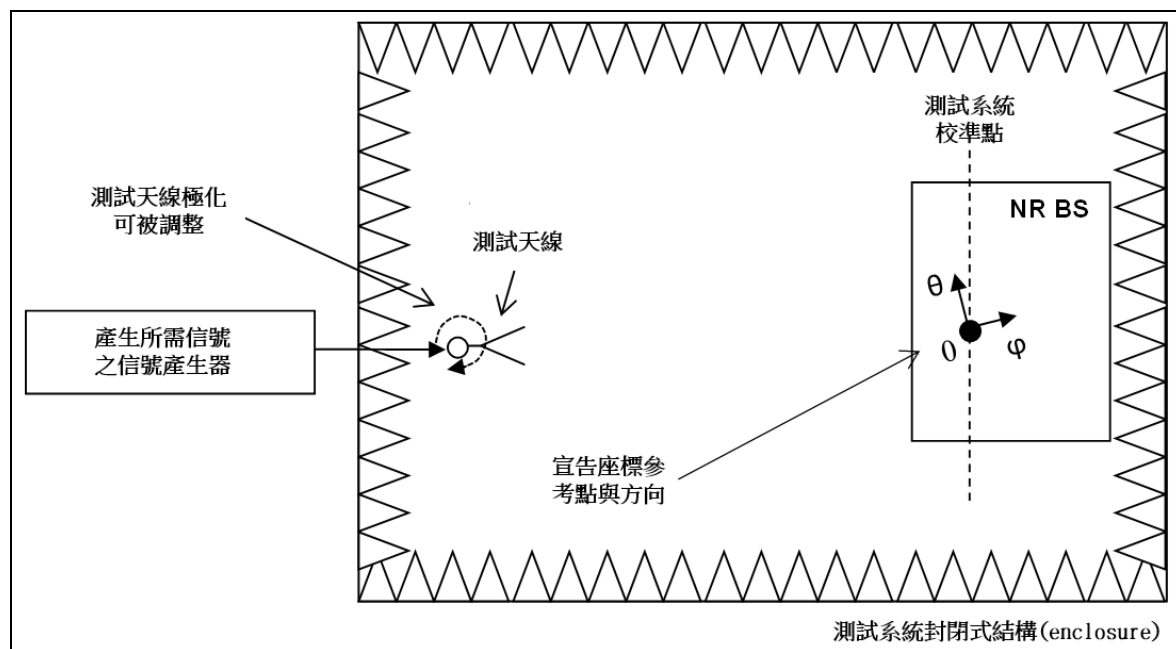 測試系統
校準點
測試天線極化
可被調整
NR BS
測試天線
θ
產生所需信號
之信號產生器
0
φ
宣告座標參
考點與方向
測試系統封閉式結構(enclosure)